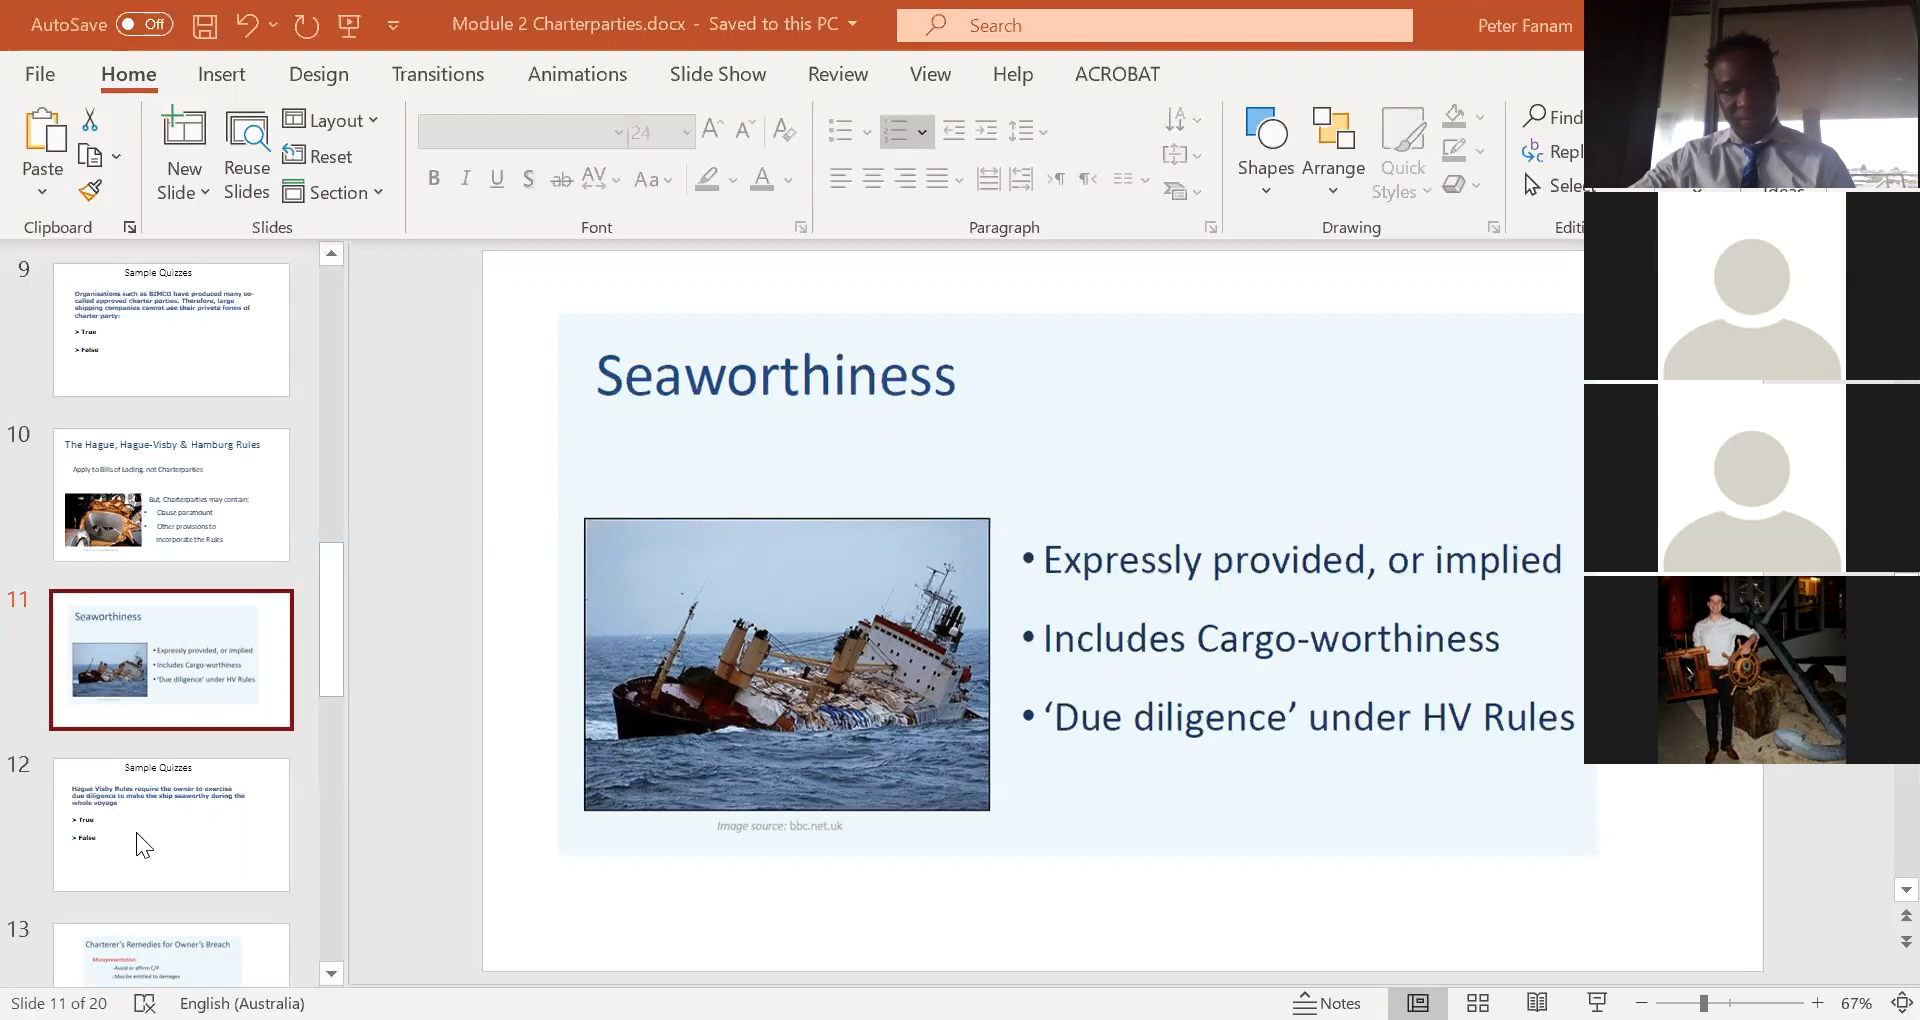 AutoSave Off Module 2 Charterparties.docx - Saved to this PC Search Peter Fanam
File Home Insert Design Transitions Animations Slide Show Review View Help ACROBAT
Paste
New
Slide
Reuse
Slides
Layout
Reset
Section
24
B I U S ab AV Aa A
Shapes Arrange Quick
Styles
Find
Repl
Sele
Ideas
Clipboard Slides Font Paragraph Drawing Editi
9
Sample Quizzes
Organisations such as BIMCO have produced many so-
called approved charter parties. Therefore, large
shipping companies cannot use their private forms of
charter party:
> True
> False
10
The Hague, Hague-Visby & Hamburg Rules
Apply to Bills of Lading, not Charterparties
But, Charterparties may contain:
• Clause paramount
• Other provisions to
incorporate the Rules
11
Seaworthiness
• Expressly provided, or implied
• Includes Cargo-worthiness
• 'Due diligence' under HV Rules
12
Sample Quizzes
Hague Visby Rules require the owner to exercise
due diligence to make the ship seaworthy during the
whole voyage
> True
> False
13
Charterer's Remedies for Owner's Breach
Misrepresentation:
-Avoid or affirm C/P
-May be entitled to damages
Seaworthiness
• Expressly provided, or implied
• Includes Cargo-worthiness
• ‘Due diligence’ under HV Rules
Image source: bbc.net.uk
Slide 11 of 20 English (Australia) Notes 67%